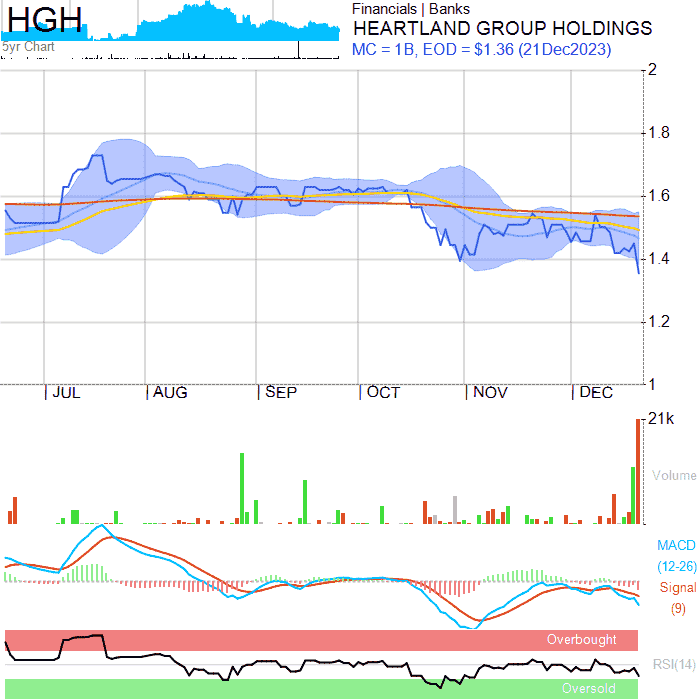 HGH
5yr Chart
Financials | Banks
HEARTLAND GROUP HOLDINGS
MC = 1B, EOD = $1.36 (21Dec2023)
2
1.8
1.6
1.4
1.2
1
JUL AUG SEP OCT NOV DEC
21k
Volume
MACD
(12-26)
Signal
(9)
Overbought
RSI(14)
Oversold